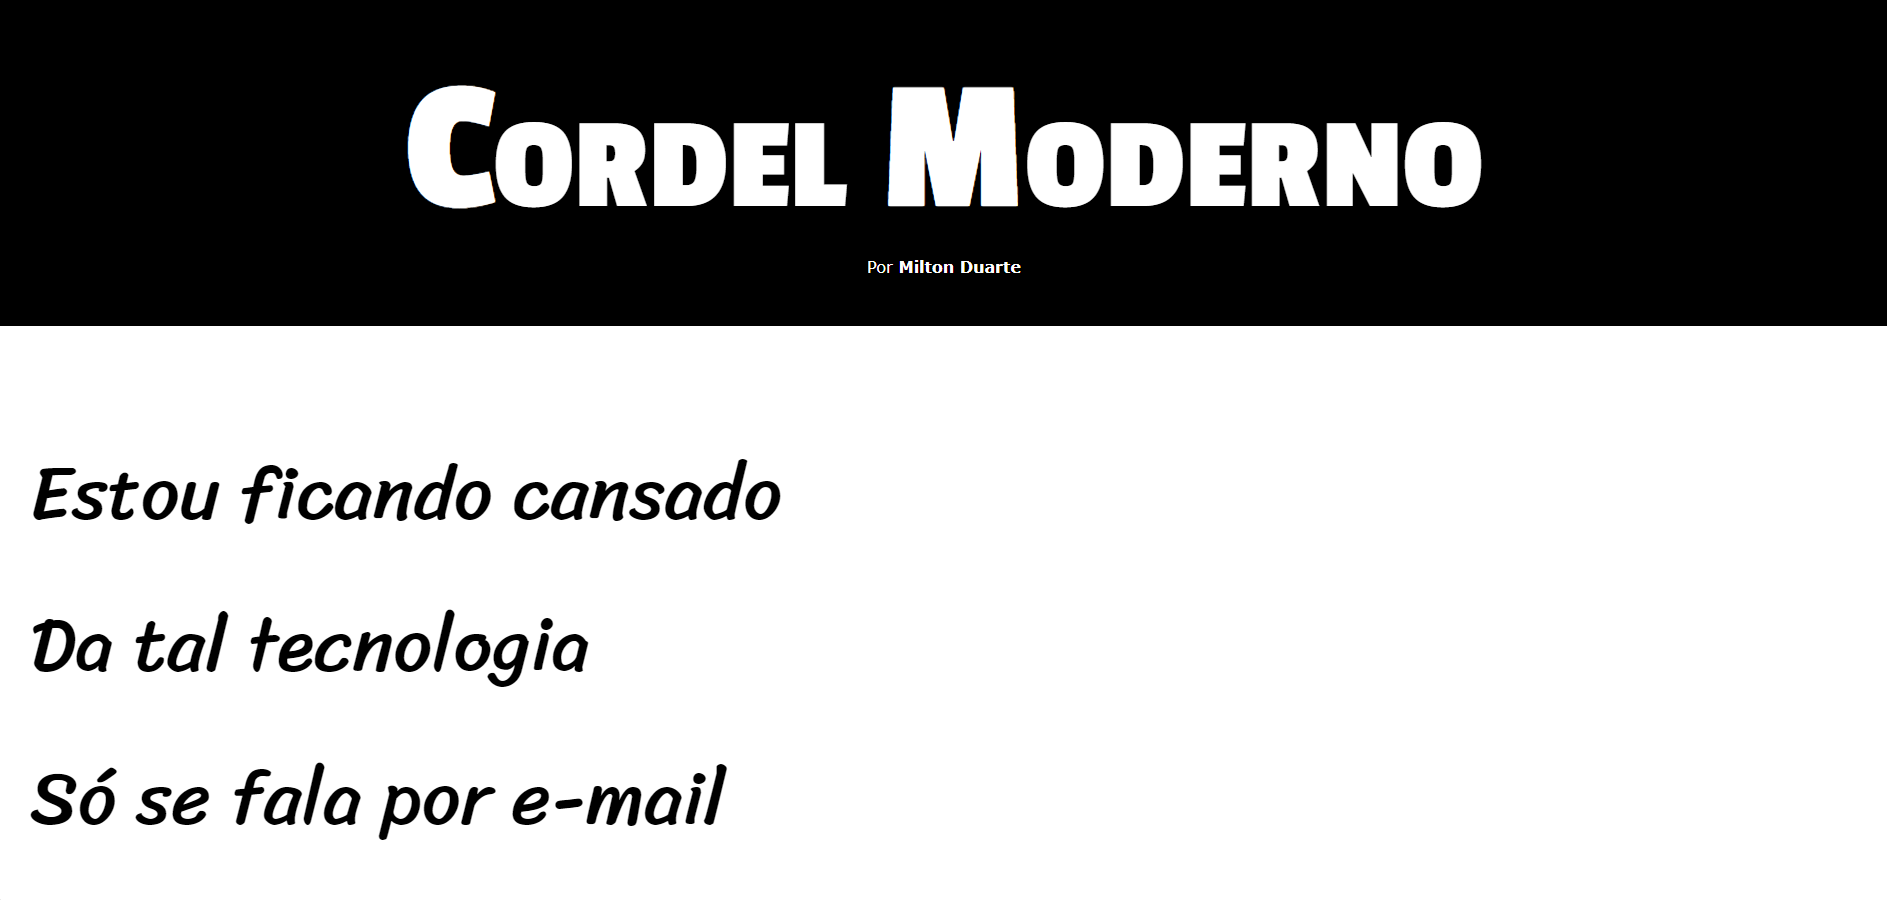 Cordel Moderno
Por Milton Duarte
Estou ficando cansado
Da tal tecnologia
Só se fala por e-mail